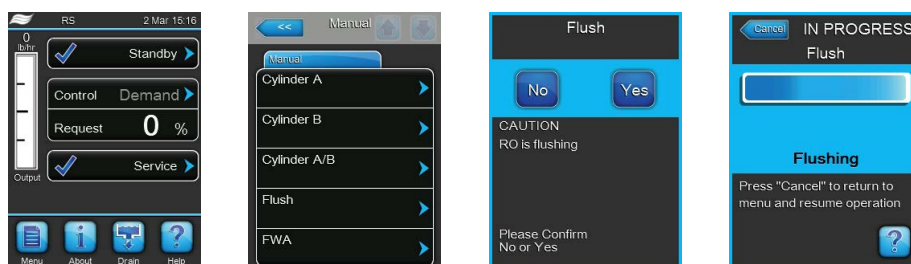 RS 2 Mar 15:16
0
lb/hr
Standby
Control Demand
Request 0 %
Service
Output
Menu About Drain Help
<< Manual
Manual
Cylinder A
Cylinder B
Cylinder A/B
Flush
FWA
Flush
No Yes
CAUTION
RO is flushing
Please Confirm
No or Yes
Cancel IN PROGRESS
Flush
Flushing
Press "Cancel" to return to
menu and resume operation
?